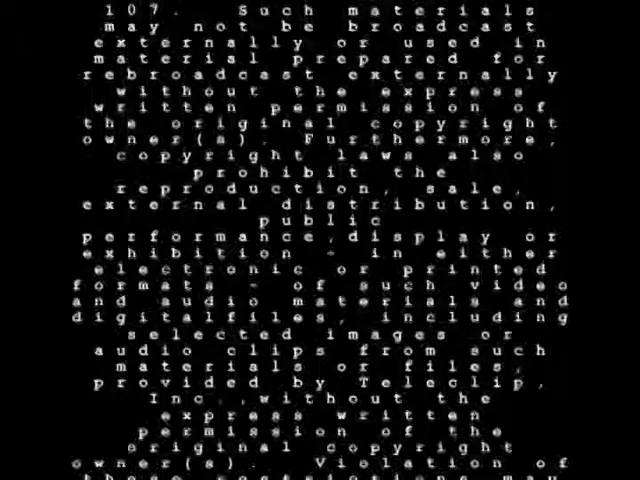 107. Such materials
may not be broadcast
externally or used in
material prepared for
rebroadcast externally
without the express
written permission of
the original copyright
owner(s). Furthermore,
copyright laws also
prohibit the
reproduction, sale,
external distribution,
public
performance,display or
exhibition - in either
electronic or printed
formats - of such video
and audio materials and
digitalfiles, including
selected images or
audio clips from such
materials or files,
provided by Teleclip,
Inc.,without the
express written
permission of the
original copyright
owner(s). Violation of
these restrictions may